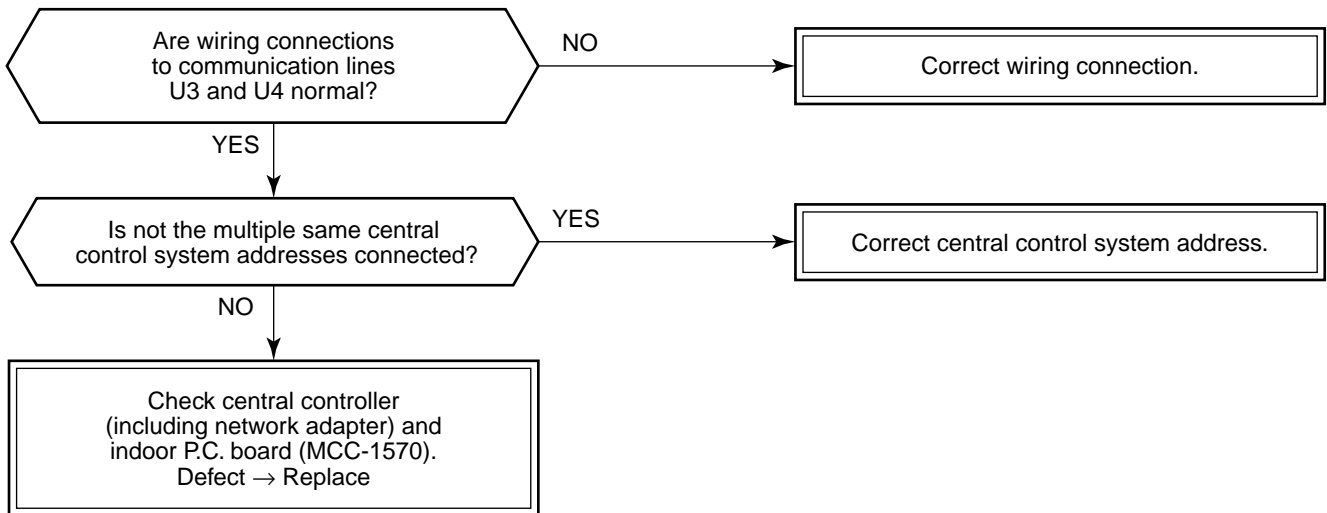 Are wiring connections
to communication lines
U3 and U4 normal?
NO
Correct wiring connection.
YES
Is not the multiple same central
control system addresses connected?
YES
Correct central control system address.
NO
Check central controller
(including network adapter) and
indoor P.C. board (MCC-1570).
Defect → Replace